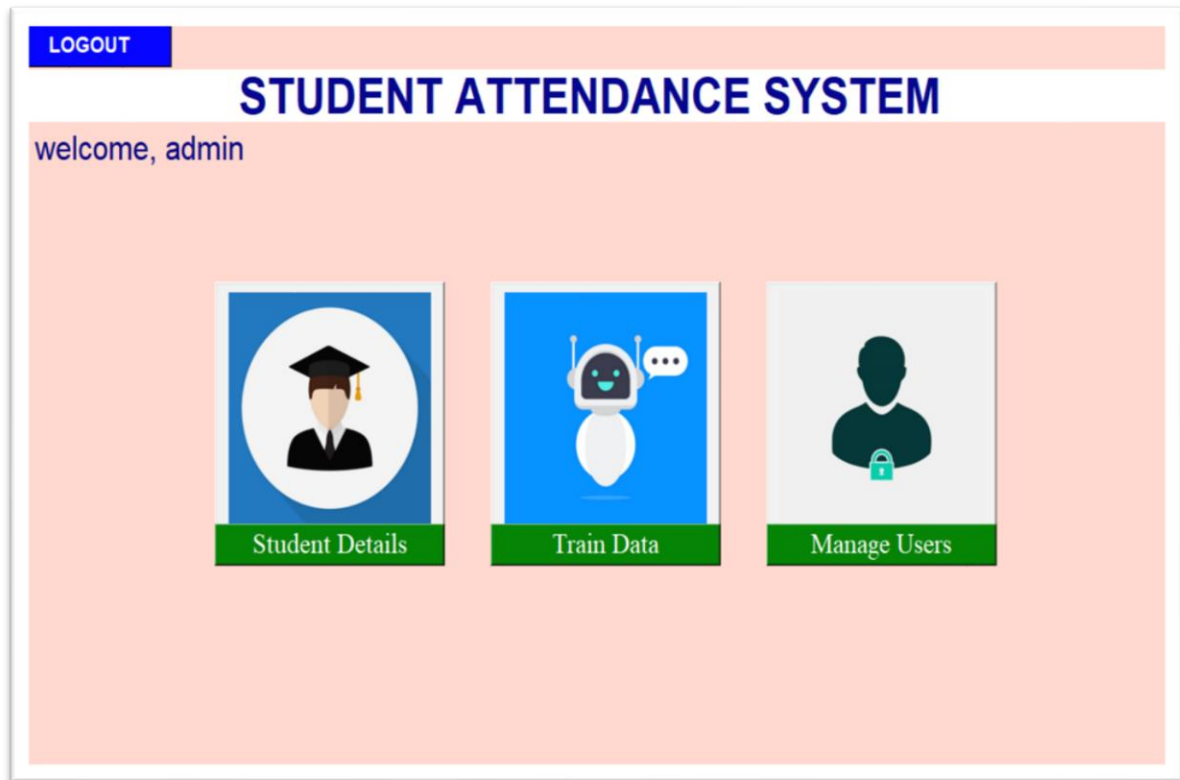 LOGOUT
STUDENT ATTENDANCE SYSTEM
welcome, admin
Student Details
Train Data
Manage Users